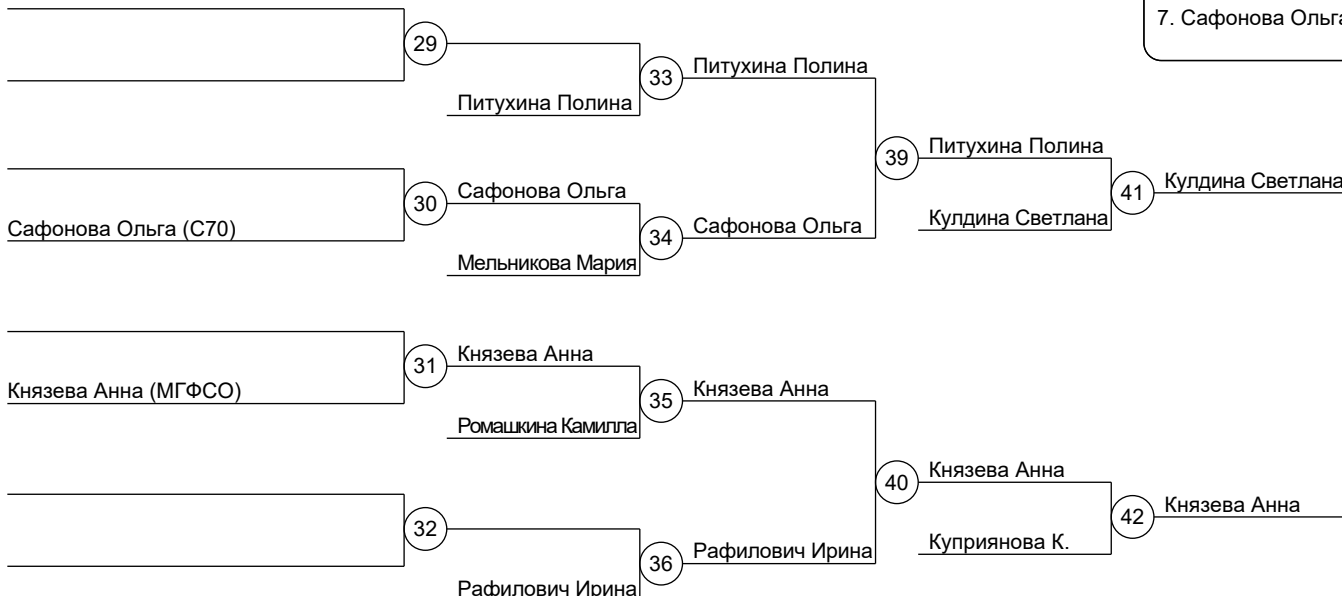 7. Сафонова Ольга
29
33
Питухина Полина
Питухина Полина
39
Питухина Полина
41
Кулдина Светлана
30
Сафонова Ольга
Сафонова Ольга (С70)
34
Сафонова Ольга
Кулдина Светлана
Мельникова Мария
31
Князева Анна
Князева Анна (МГФСО)
35
Князева Анна
Ромашкина Камилла
40
Князева Анна
42
Князева Анна
32
36
Рафилович Ирина
Куприянова К.
Рафилович Ирина